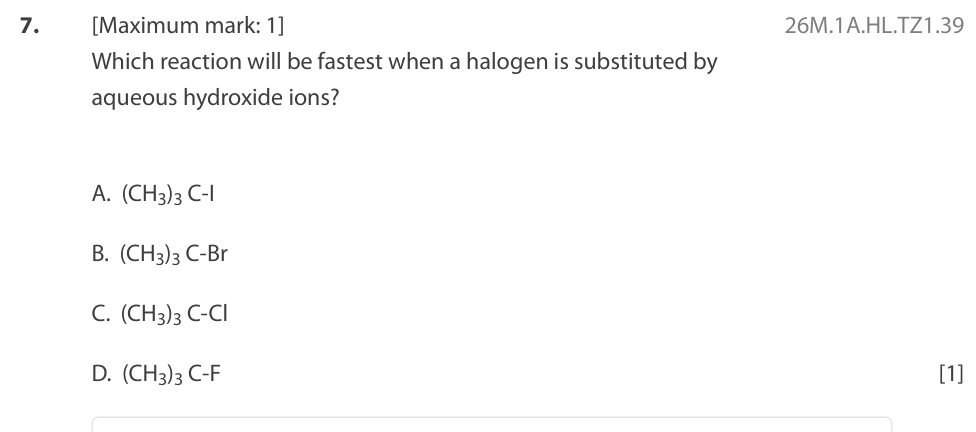 7. [Maximum mark: 1] 26M.1A.HL.TZ1.39
Which reaction will be fastest when a halogen is substituted by
aqueous hydroxide ions?
A. (CH₃)₃ C-I
B. (CH₃)₃ C-Br
C. (CH₃)₃ C-Cl
D. (CH₃)₃ C-F [1]